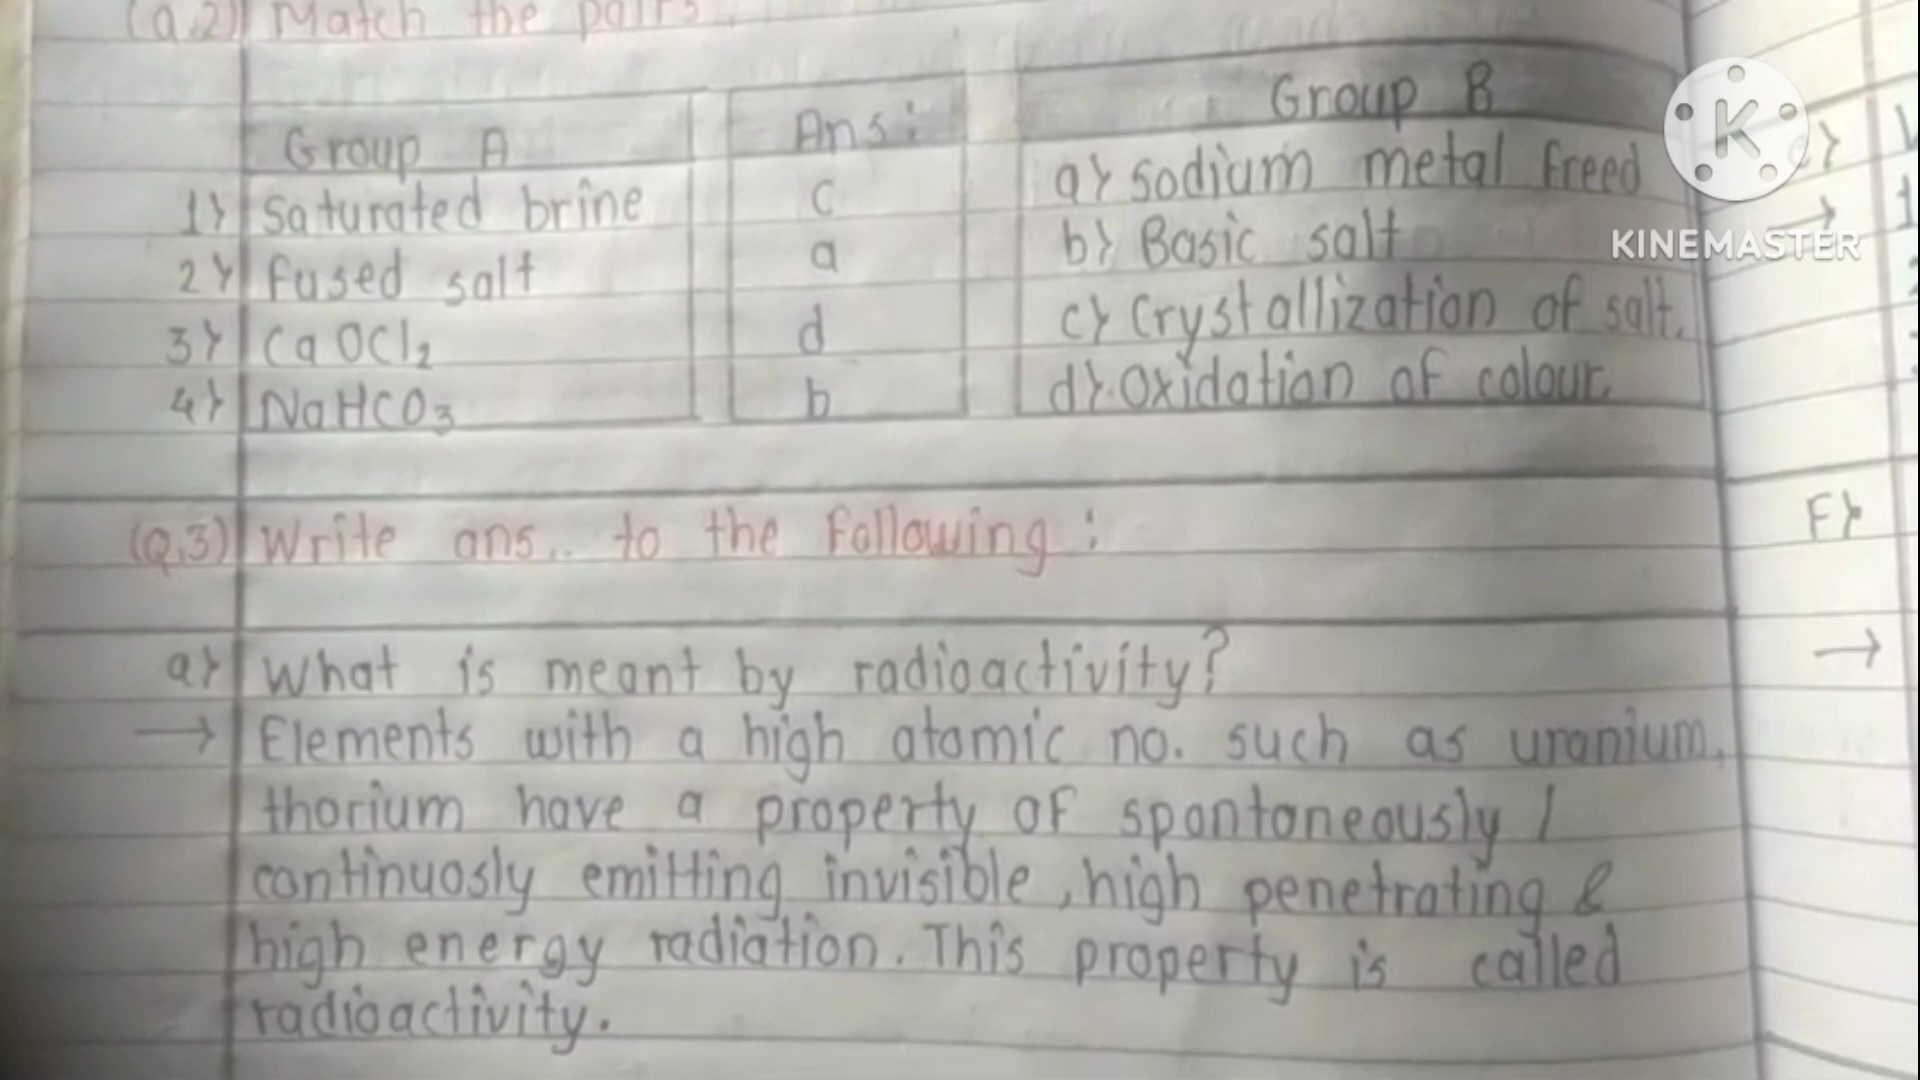 (Q.2) Match the pairs.
Group A Ans: Group B
1} Saturated brine c a} sodium metal freed
2} fused salt a b} Basic salt
3} CaOCl₂ d c} Crystallization of salt.
4} NaHCO₃ b d}. Oxidation of colour.
(Q.3) Write ans.. to the following :
a} What is meant by radioactivity?
→ Elements with a high atomic no. such as uranium,
thorium have a property of spontaneously /
continuosly emitting invisible, high penetrating &
high energy radiation. This property is called
radioactivity.
KINEMASTER
F}
→